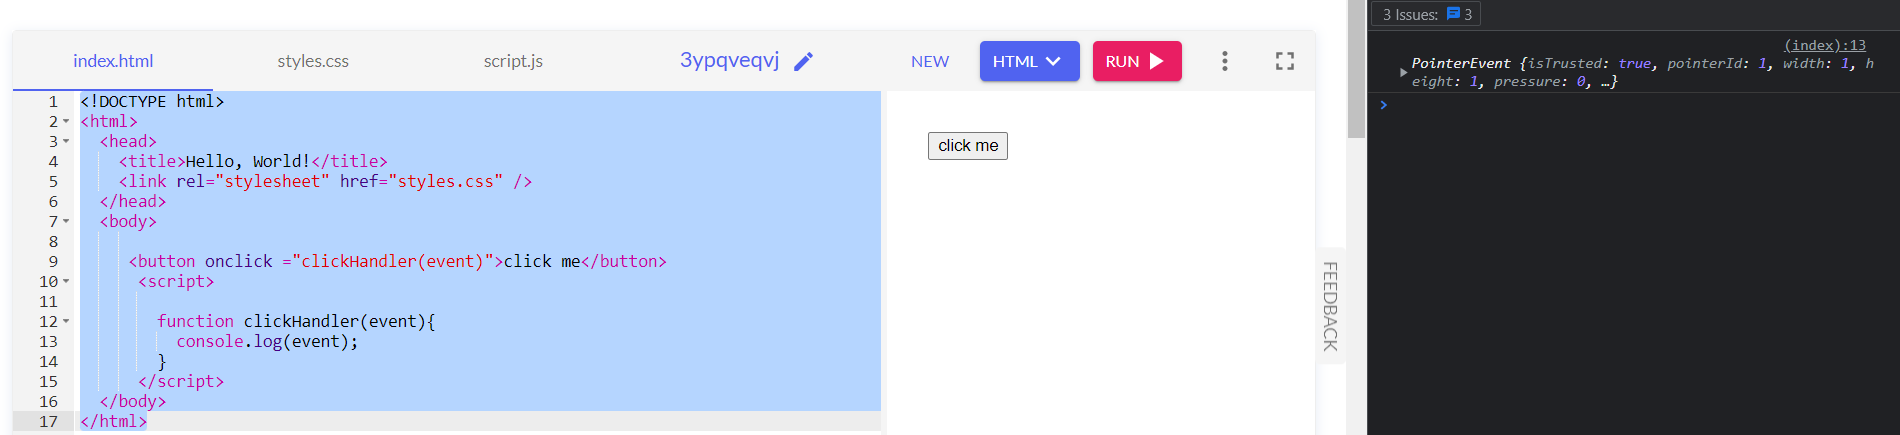 index.html
styles.css
script.js
3ypqveqvj
NEW
HTML
RUN
1 <!DOCTYPE html>
2 <html>
3 <head>
4 <title>Hello, World!</title>
5 <link rel="stylesheet" href="styles.css" />
6 </head>
7 <body>
8
9 <button onclick ="clickHandler(event)">click me</button>
10 <script>
11
12 function clickHandler(event){
13 console.log(event);
14 }
15 </script>
16 </body>
17 </html>
click me
FEEDBACK
3 Issues: 3
(index):13
PointerEvent {isTrusted: true, pointerId: 1, width: 1, h
eight: 1, pressure: 0, …}